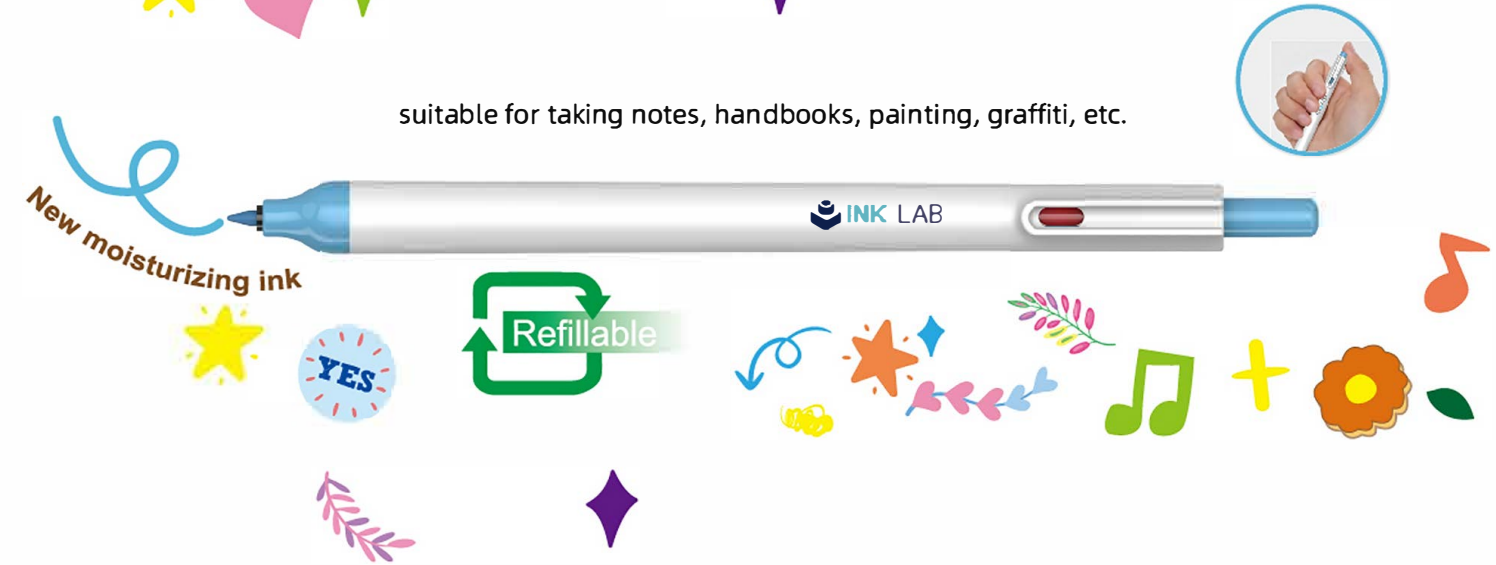 suitable for taking notes, handbooks, painting, graffiti, etc.
New moisturizing ink
INK LAB
Refillable
YES